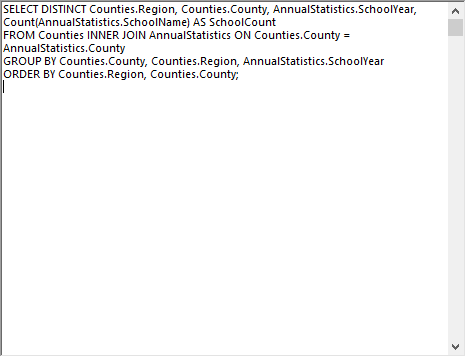 SELECT DISTINCT Counties.Region, Counties.County, AnnualStatistics.SchoolYear,
Count(AnnualStatistics.SchoolName) AS SchoolCount
FROM Counties INNER JOIN AnnualStatistics ON Counties.County =
AnnualStatistics.County
GROUP BY Counties.County, Counties.Region, AnnualStatistics.SchoolYear
ORDER BY Counties.Region, Counties.County;